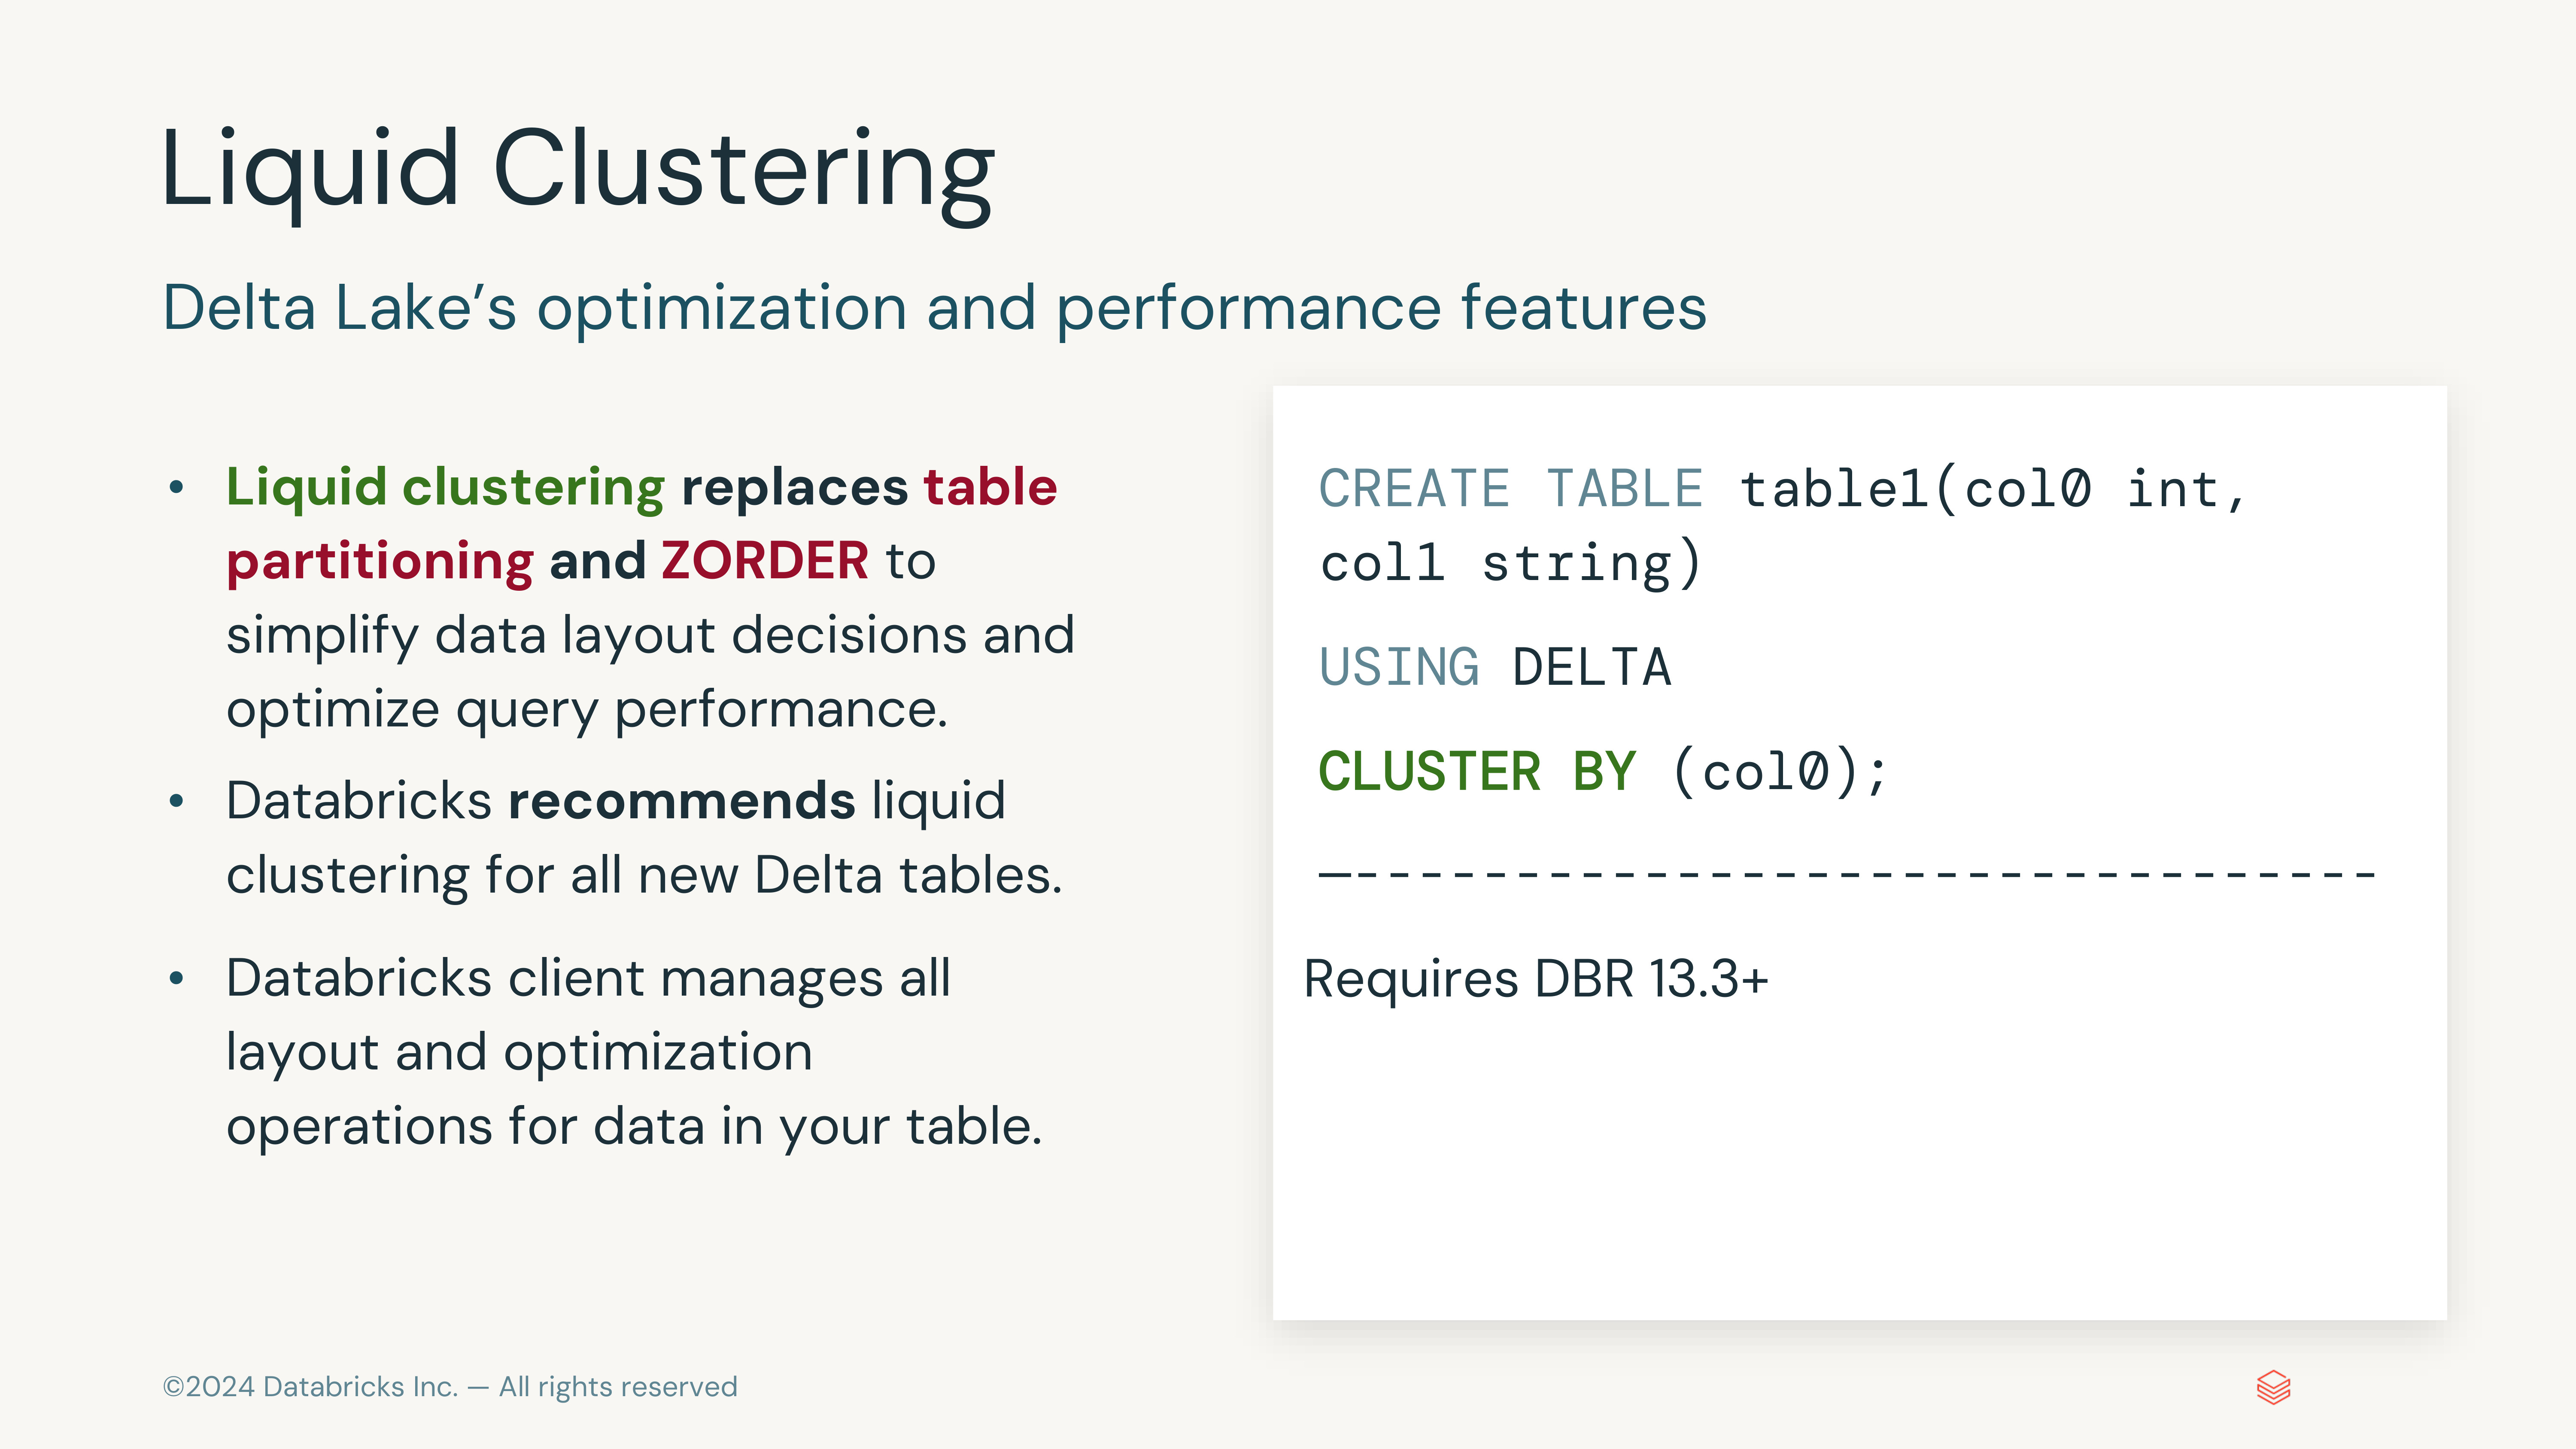 Liquid Clustering
Delta Lake’s optimization and performance features
• Liquid clustering replaces table
partitioning and ZORDER to
simplify data layout decisions and
optimize query performance.
• Databricks recommends liquid
clustering for all new Delta tables.
• Databricks client manages all
layout and optimization
operations for data in your table.
CREATE TABLE table1(col0 int,
col1 string)
USING DELTA
CLUSTER BY (col0);
—--------------------------------
Requires DBR 13.3+
©2024 Databricks Inc. — All rights reserved